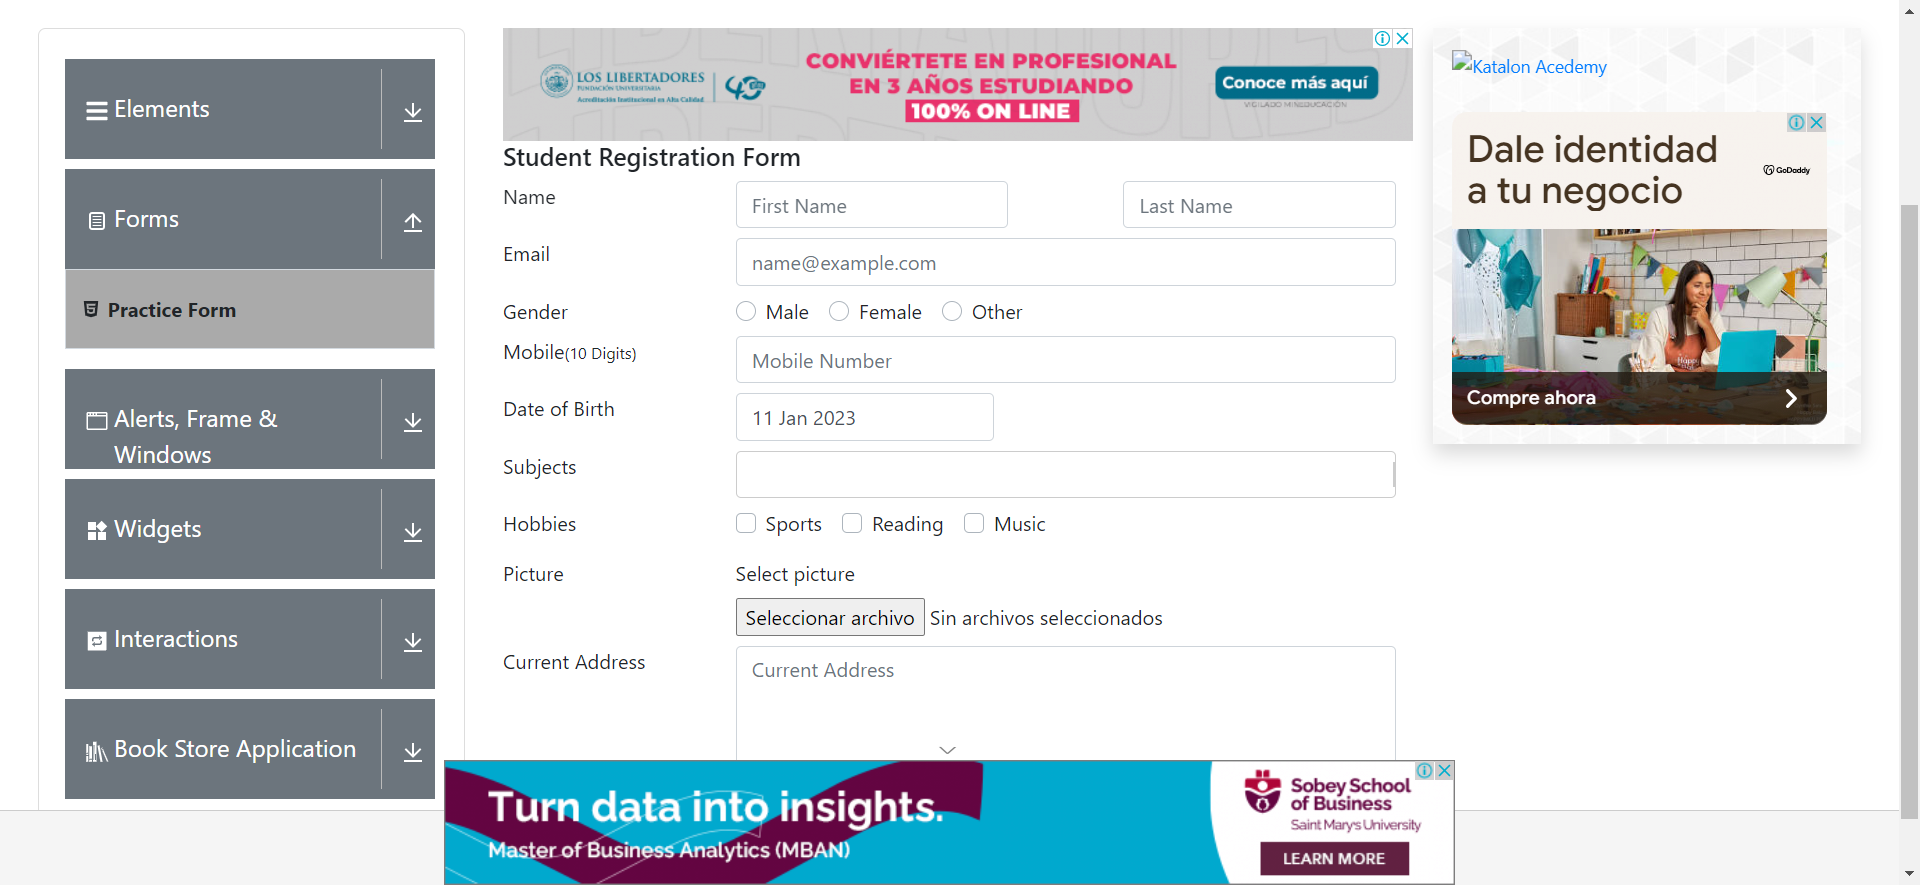 Elements
Forms
Practice Form
Alerts, Frame &
Windows
Widgets
Interactions
Book Store Application
LOS LIBERTADORES
FUNDACIÓN UNIVERSITARIA
Acreditación Institucional en Alta Calidad
CONVIÉRTETE EN PROFESIONAL
EN 3 AÑOS ESTUDIANDO
100% ON LINE
Conoce más aquí
VIGILADO MINEDUCACIÓN
Student Registration Form
Name
First Name
Last Name
Email
name@example.com
Gender
Male
Female
Other
Mobile(10 Digits)
Mobile Number
Date of Birth
11 Jan 2023
Subjects
Hobbies
Sports
Reading
Music
Picture
Select picture
Seleccionar archivo Sin archivos seleccionados
Current Address
Current Address
Katalon Acedemy
Dale identidad
a tu negocio
GoDaddy
Compre ahora
Turn data into insights.
Master of Business Analytics (MBAN)
Sobey School
of Business
Saint Mary's University
LEARN MORE